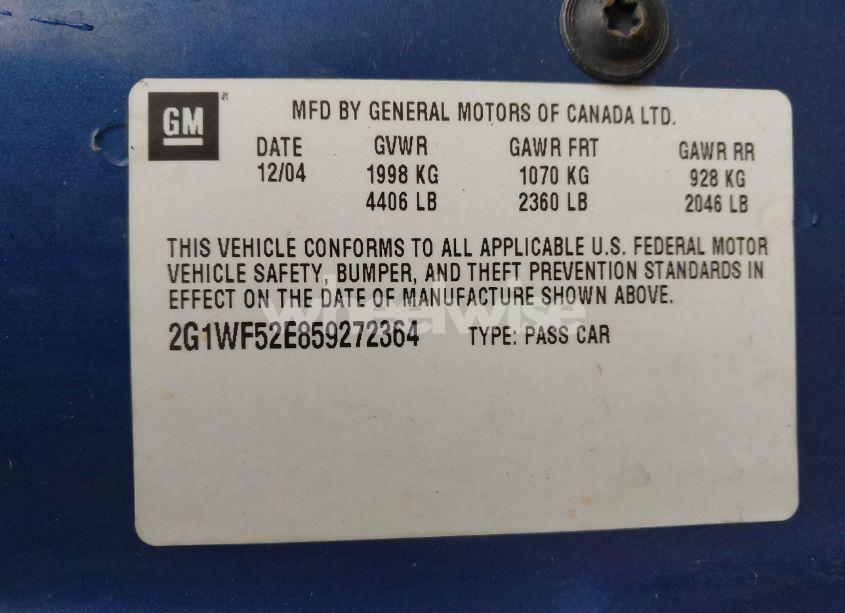 GM
MFD BY GENERAL MOTORS OF CANADA LTD.
DATE GVWR GAWR FRT GAWR RR
12/04 1998 KG 1070 KG 928 KG
4406 LB 2360 LB 2046 LB
THIS VEHICLE CONFORMS TO ALL APPLICABLE U.S. FEDERAL MOTOR
VEHICLE SAFETY, BUMPER, AND THEFT PREVENTION STANDARDS IN
EFFECT ON THE DATE OF MANUFACTURE SHOWN ABOVE.
wheelwise
2G1WF52E859272364 TYPE: PASS CAR